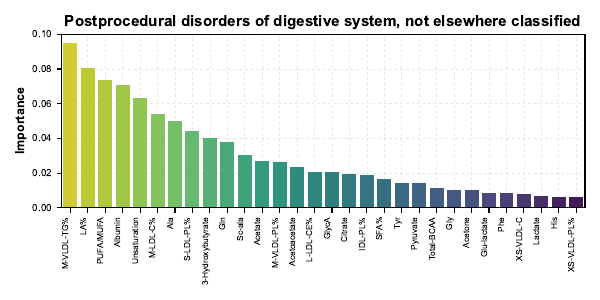 Postprocedural disorders of digestive system, not elsewhere classified
Importance
0.10
0.08
0.06
0.04
0.02
0.00
M-VLDL-TG%
LA%
PUFA/MUFA
Albumin
Unsaturation
M-LDL-C%
Ala
S-LDL-PL%
3-Hydroxybutyrate
Gln
So-ala
Acetate
M-VLDL-PL%
Acetoacetate
L-LDL-CE%
GlycA
Citrate
IDL-PL%
SFA%
Tyr
Pyruvate
Total-BCAA
Gly
Acetone
Glu-lactate
Phe
XS-VLDL-C
Lactate
His
XS-VLDL-PL%